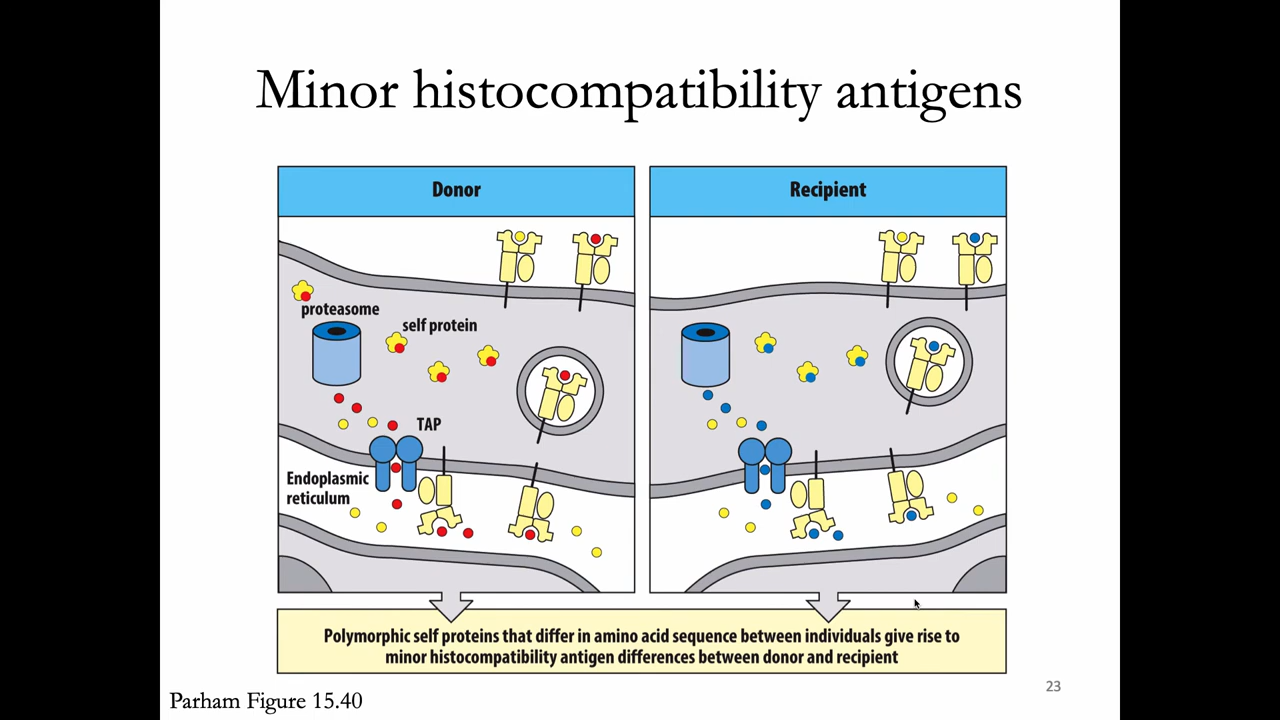 Minor histocompatibility antigens
Donor
Recipient
proteasome
self protein
TAP
Endoplasmic
reticulum
Polymorphic self proteins that differ in amino acid sequence between individuals give rise to
minor histocompatibility antigen differences between donor and recipient
Parham Figure 15.40
23